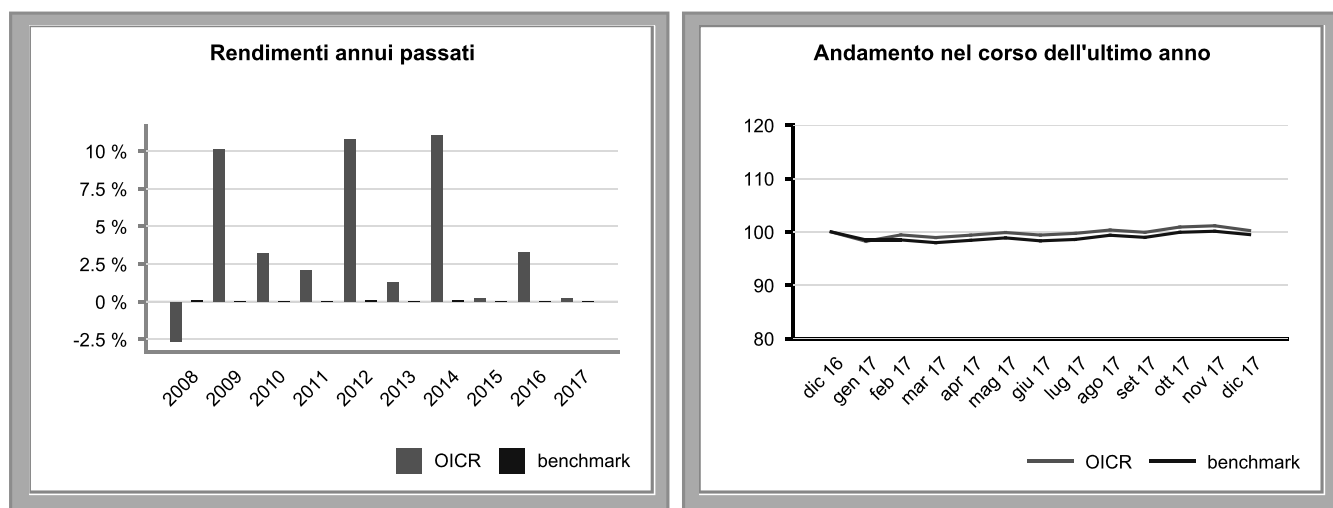 Rendimenti annui passati
10 %
7.5 %
5 %
2.5 %
0 %
-2.5 %
2008
2009
2010
2011
2012
2013
2014
2015
2016
2017
OICR
benchmark
Andamento nel corso dell'ultimo anno
120
110
100
90
80
dic 16
gen 17
feb 17
mar 17
apr 17
mag 17
giu 17
lug 17
ago 17
set 17
ott 17
nov 17
dic 17
OICR
benchmark